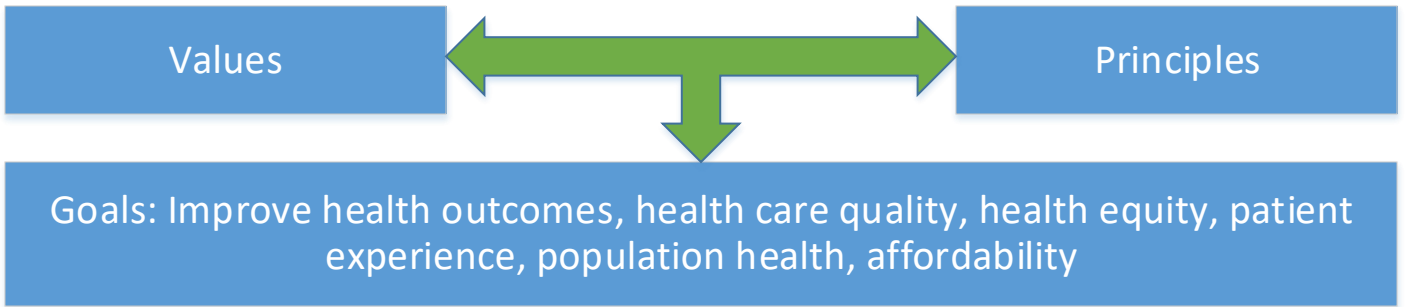 Values
Principles
Goals: Improve health outcomes, health care quality, health equity, patient
experience, population health, affordability